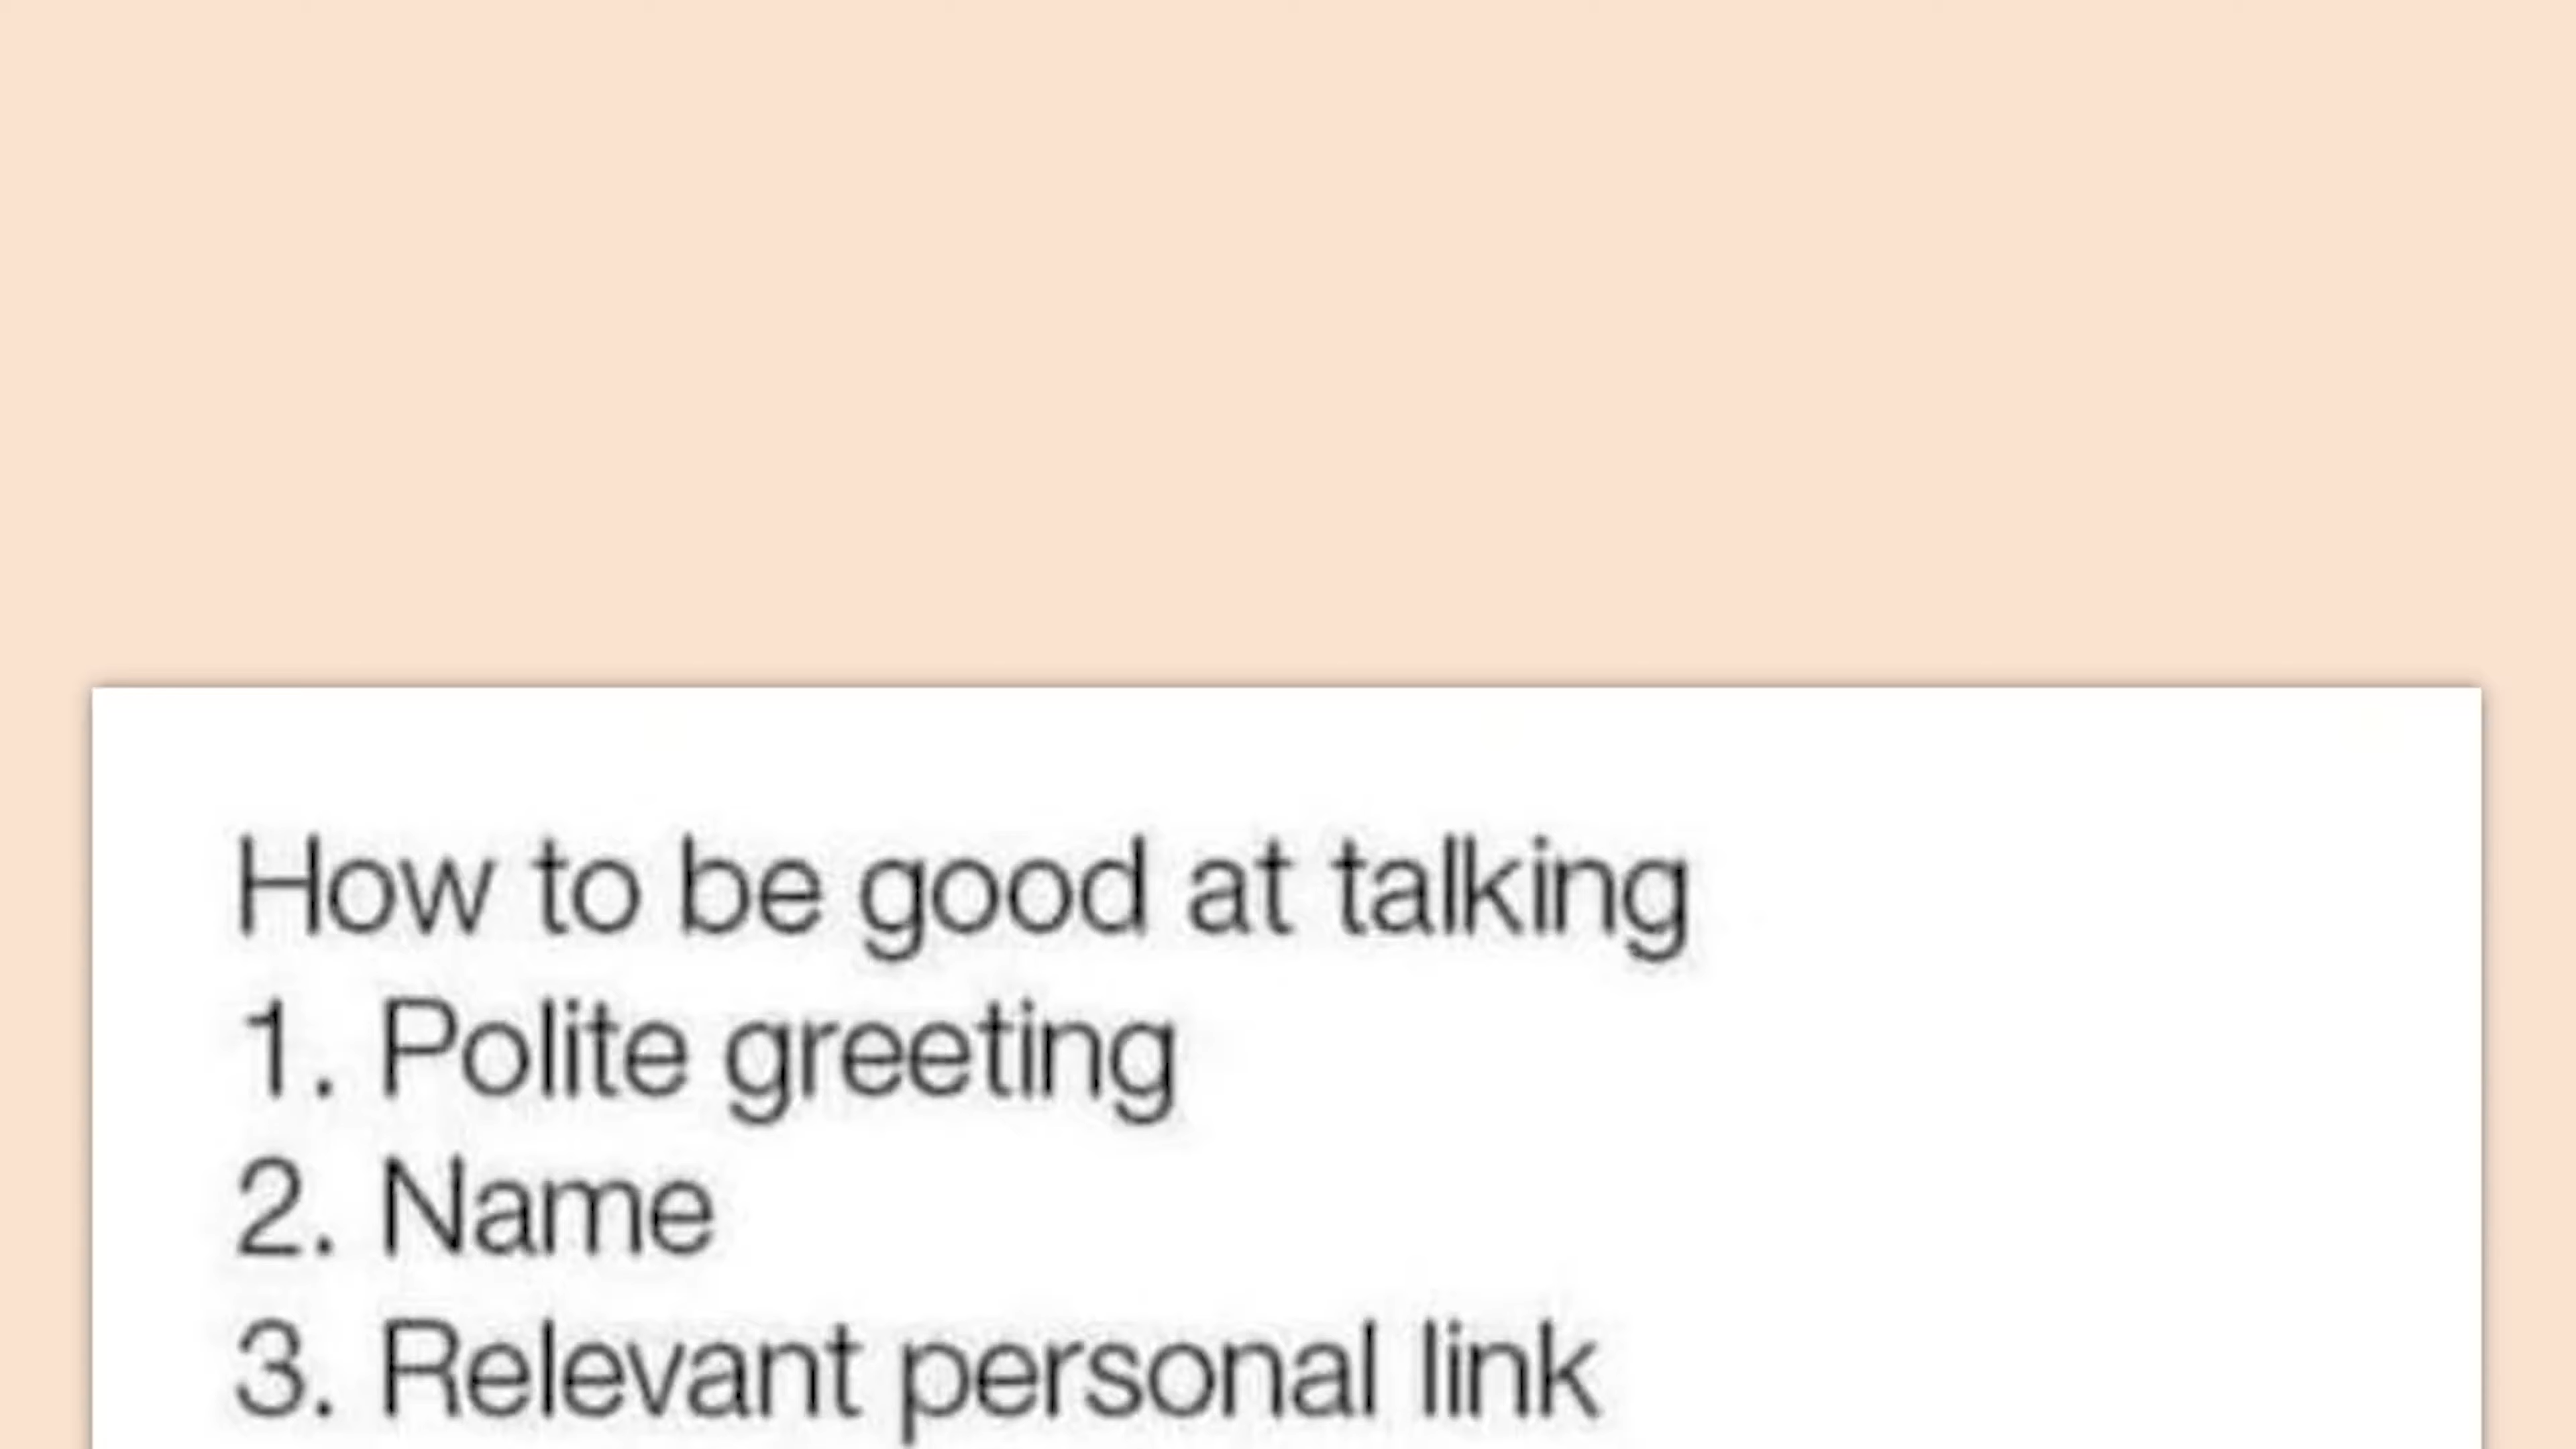 How to be good at talking
1. Polite greeting
2. Name
3. Relevant personal link